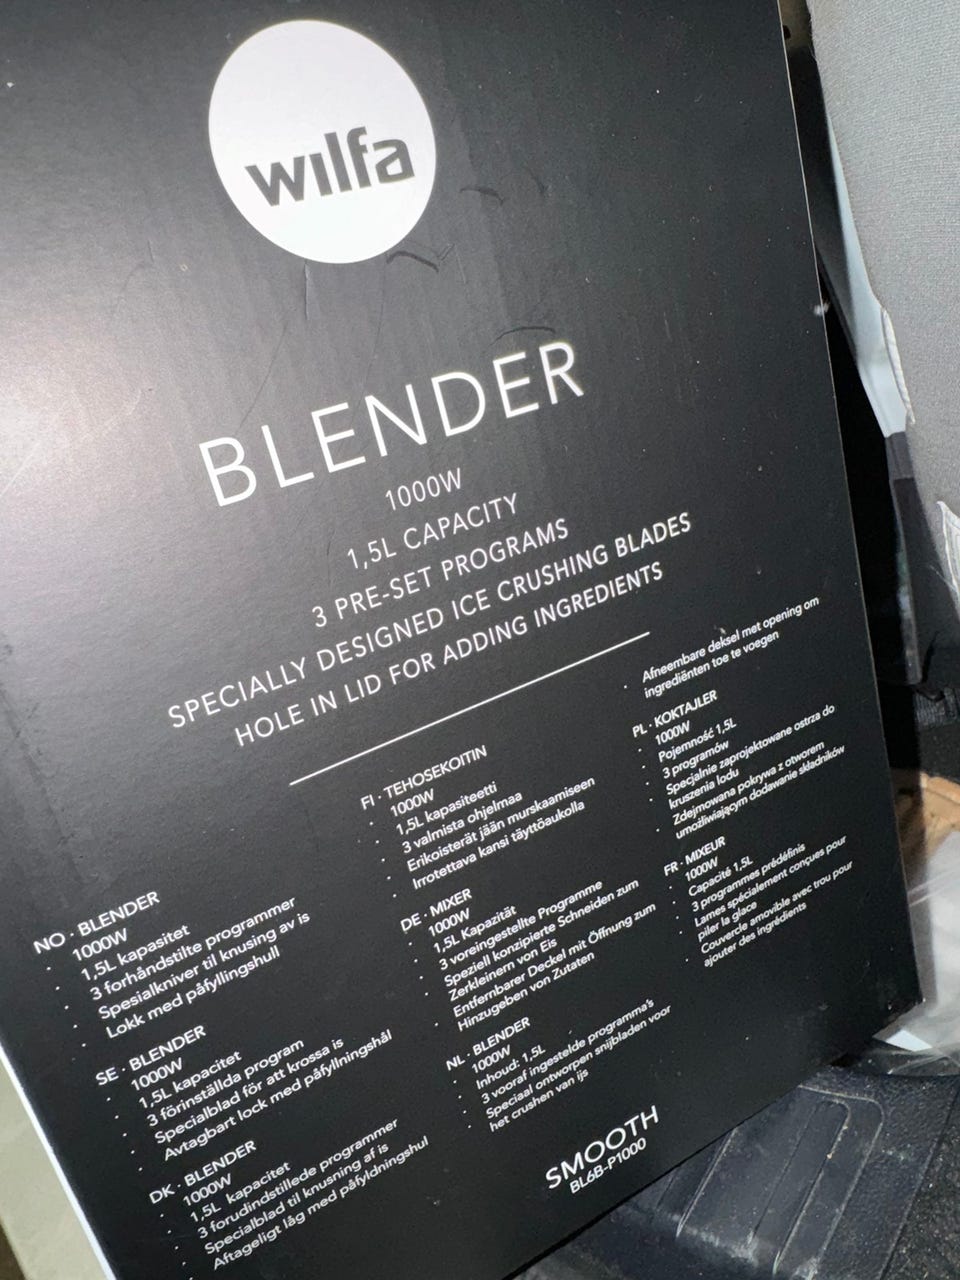 wilfa
BLENDER
1000W
1,5L CAPACITY
3 PRE-SET PROGRAMS
SPECIALLY DESIGNED ICE CRUSHING BLADES
HOLE IN LID FOR ADDING INGREDIENTS
NO · BLENDER
· 1000W
· 1,5L kapasitet
· 3 forhåndstilte programmer
· Spesialkniver til knusing av is
· Lokk med påfyllingshull
SE · BLENDER
· 1000W
· 1,5L kapacitet
· 3 förinställda program
· Specialblad för att krossa is
· Avtagbart lock med påfyllningshål
DK · BLENDER
· 1000W
· 1,5L kapacitet
· 3 forudindstillede programmer
· Specialblad til knusning af is
· Aftageligt låg med påfyldningshul
FI · TEHOSEKOITIN
· 1000W
· 1,5L kapasiteetti
· 3 valmista ohjelmaa
· Erikoisterät jään murskaamiseen
· Irrotettava kansi täyttöaukolla
DE · MIXER
· 1000W
· 1,5L Kapazität
· 3 voreingestellte Programme
· Speziell konzipierte Schneiden zum
Zerkleinern von Eis
· Entfernbarer Deckel mit Öffnung zum
Hinzugeben von Zutaten
NL · BLENDER
· 1000W
· Inhoud: 1,5L
· 3 vooraf ingestelde programma's
· Speciaal ontworpen snijbladen voor
het crushen van ijs
· Afneembare deksel met opening om
ingrediënten toe te voegen
PL · KOKTAJLER
· 1000W
· Pojemność 1,5L
· 3 programów
· Specjalnie zaprojektowane ostrza do
kruszenia lodu
· Zdejmowana pokrywa z otworem
umożliwiającym dodawanie składników
FR · MIXEUR
· 1000W
· Capacité 1,5L
· 3 programmes prédéfinis
· Lames spécialement conçues pour
piler la glace
· Couvercle amovible avec trou pour
ajouter des ingrédients
SMOOTH
BL6B-P1000